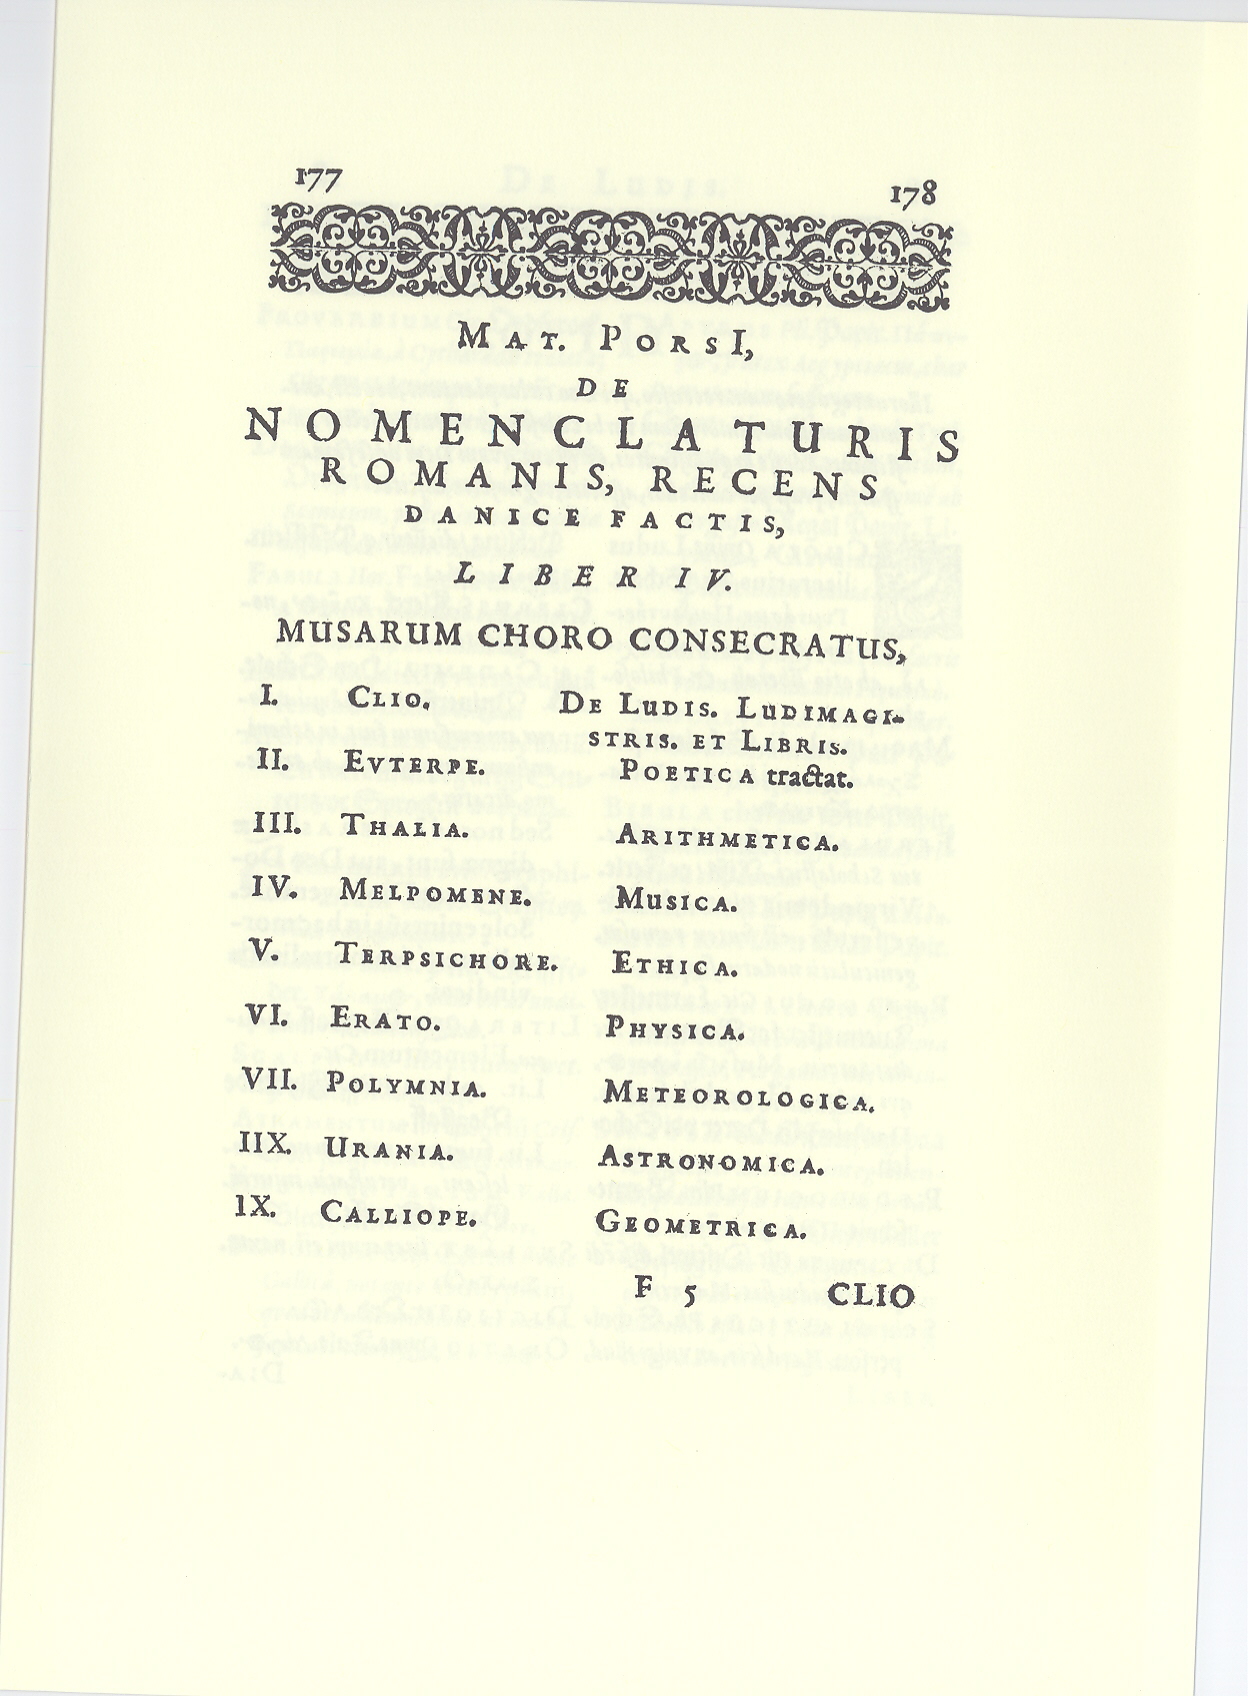 177 178
MAT. PORSI,
DE
NOMENCLATURIS
ROMANIS, RECENS
DANICE FACTIS,
LIBER IV.
MUSARUM CHORO CONSECRATUS,
I. CLIO. DE LUDIS. LUDIMAGI-
STRIS. ET LIBRIS.
II. EVTERPE. POETICA tractat.
III. THALIA. ARITHMETICA.
IV. MELPOMENE. MUSICA.
V. TERPSICHORE. ETHICA.
VI. ERATO. PHYSICA.
VII. POLYMNIA. METEOROLOGICA.
IIX. URANIA. ASTRONOMICA.
IX. CALLIOPE. GEOMETRICA.
F 5 CLIO